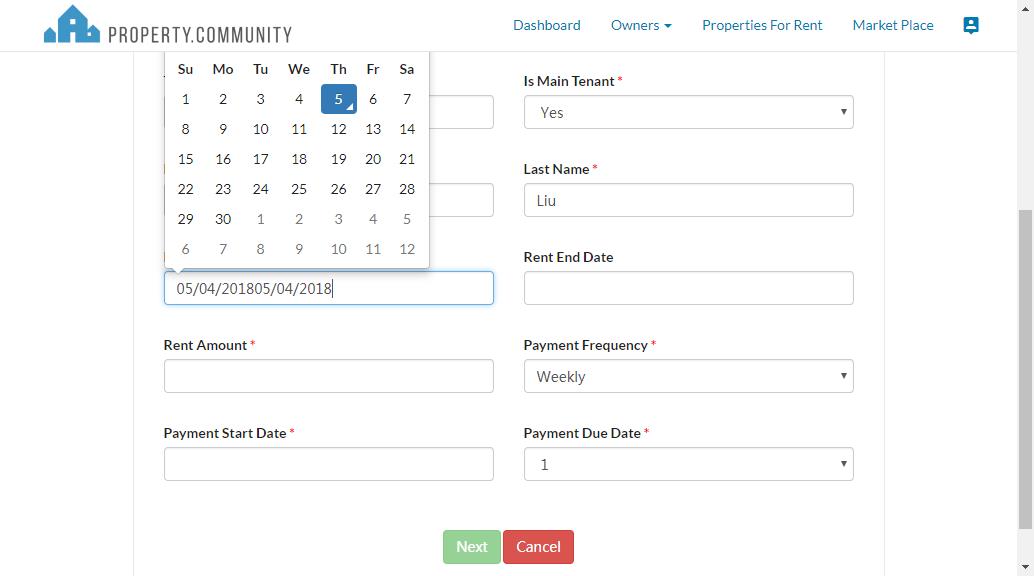 PROPERTY.COMMUNITY Dashboard Owners Properties For Rent Market Place
Su Mo Tu We Th Fr Sa
1 2 3 4 5 6 7
8 9 10 11 12 13 14
15 16 17 18 19 20 21
22 23 24 25 26 27 28
29 30 1 2 3 4 5
6 7 8 9 10 11 12
Is Main Tenant *
Yes
Last Name *
Liu
Rent End Date
05/04/201805/04/2018
Rent Amount * Payment Frequency *
Weekly
Payment Start Date * Payment Due Date *
1
Next Cancel